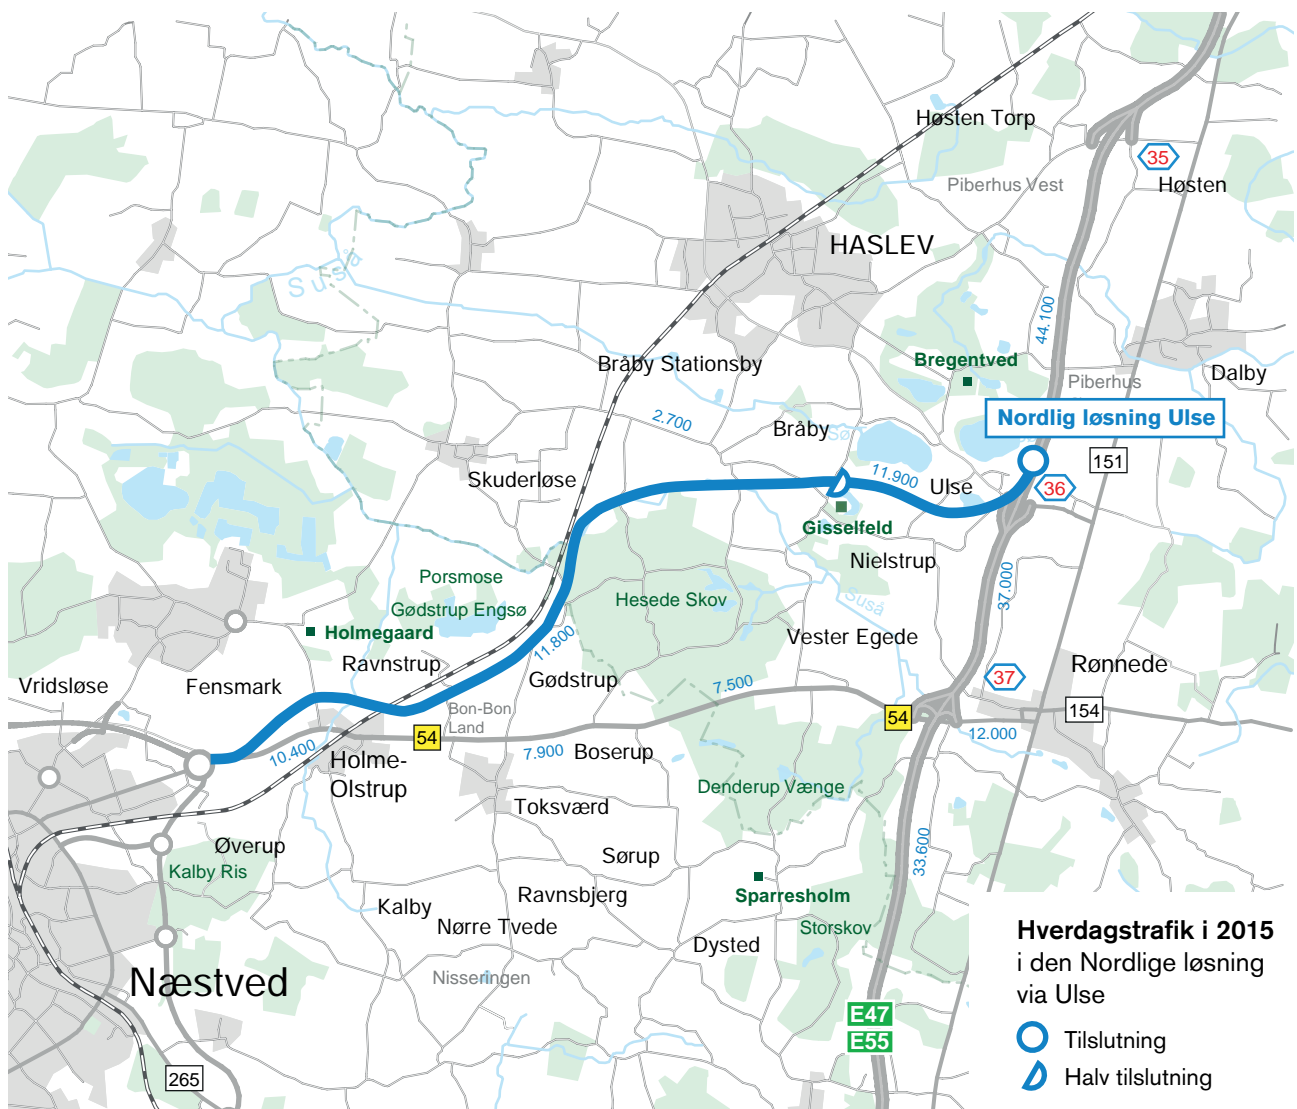 Høsten Torp
35
Piberhus Vest
Høsten
HASLEV
Suså
44.100
Bråby Stationsby
Bregentved
Piberhus
Dalby
2.700
Nordlig løsning Ulse
Bråby
151
Skuderløse
11.900
Ulse
36
Gisselfeld
Nielstrup
Porsmose
Gødstrup Engsø
Hesede Skov
Suså
37.000
Holmegaard
Vester Egede
Ravnstrup
11.800
Rønnede
Vridsløse
Fensmark
Gødstrup
7.500
37
Bon-Bon
Land
54
54
154
10.400
7.900
Boserup
12.000
Holme-
Olstrup
Denderup Vænge
Toksværd
Øverup
Sørup
33.600
Kalby Ris
Sparresholm
Ravnsbjerg
Kalby
Nørre Tvede
Storskov
Dysted
Næstved
Nisseringen
E47
E55
265
Hverdagstrafik i 2015
i den Nordlige løsning
via Ulse
Tilslutning
Halv tilslutning